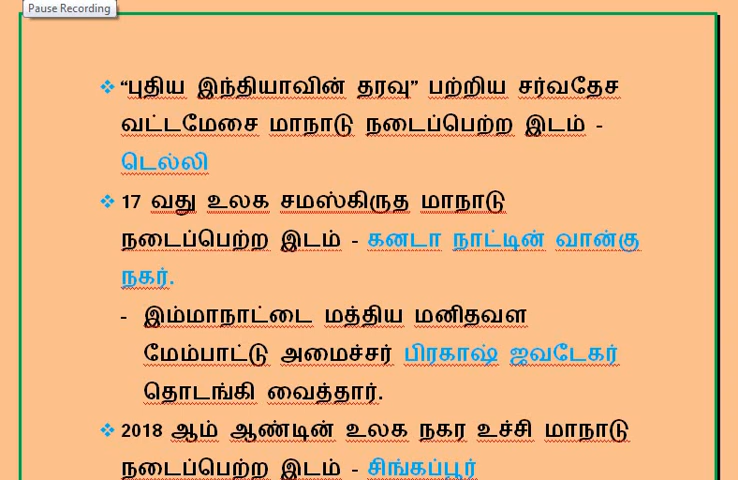 Pause Recording
❖ “புதிய இந்தியாவின் தரவு” பற்றிய சர்வதேச
வட்டமேசை மாநாடு நடைப்பெற்ற இடம் -
டெல்லி
❖ 17 வது உலக சமஸ்கிருத மாநாடு
நடைப்பெற்ற இடம் - கனடா நாட்டின் வான்கு
நகர்.
- இம்மாநாட்டை மத்திய மனிதவள
மேம்பாட்டு அமைச்சர் பிரகாஷ் ஜவடேகர்
தொடங்கி வைத்தார்.
❖ 2018 ஆம் ஆண்டின் உலக நகர உச்சி மாநாடு
நடைப்பெற்ற இடம் - சிங்கப்பூர்